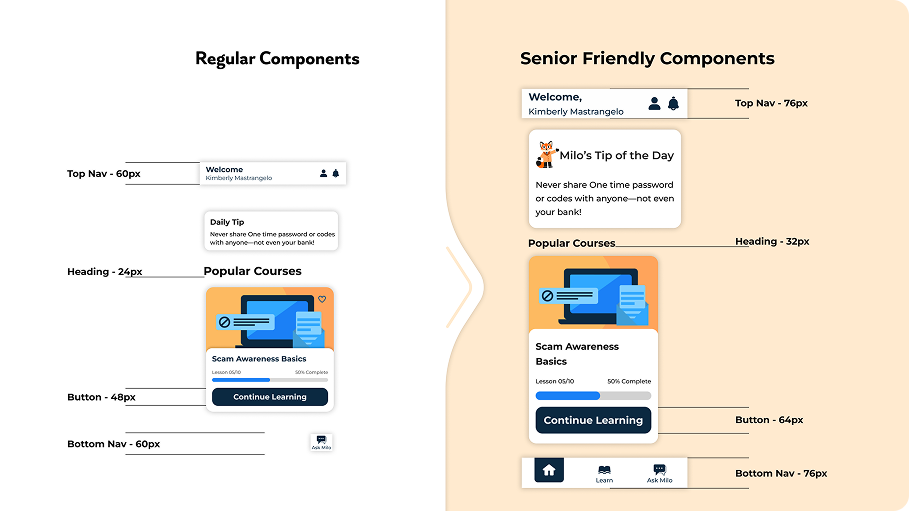 Regular Components
Top Nav - 60px
Welcome
Kimberly Mastrangelo
Daily Tip
Never share One time password or codes
with anyone—not even your bank!
Heading - 24px
Popular Courses
Scam Awareness Basics
Lesson 05/10
50% Complete
Button - 48px
Continue Learning
Bottom Nav - 60px
Ask Milo
Senior Friendly Components
Welcome,
Kimberly Mastrangelo
Top Nav - 76px
Milo’s Tip of the Day
Never share One time password
or codes with anyone—not even
your bank!
Popular Courses
Heading - 32px
Scam Awareness
Basics
Lesson 05/10
50% Complete
Continue Learning
Button - 64px
Learn
Ask Milo
Bottom Nav - 76px